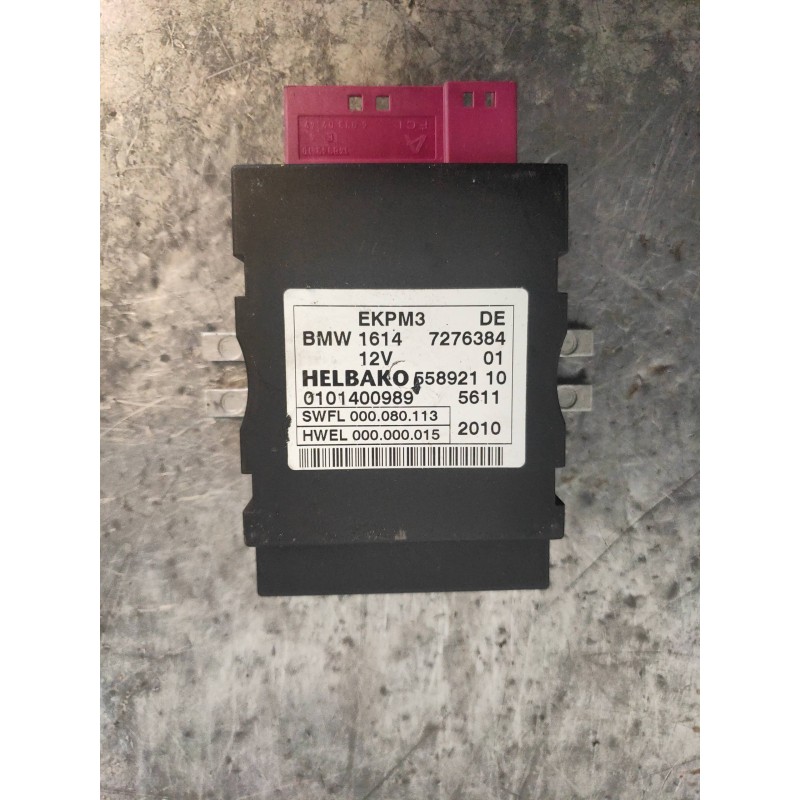 FCI
EKPM3 DE
BMW 1614 7276384
12V 01
HELBAKO 558921 10
0101400989 5611
SWFL 000.080.113
HWEL 000.000.015
2010